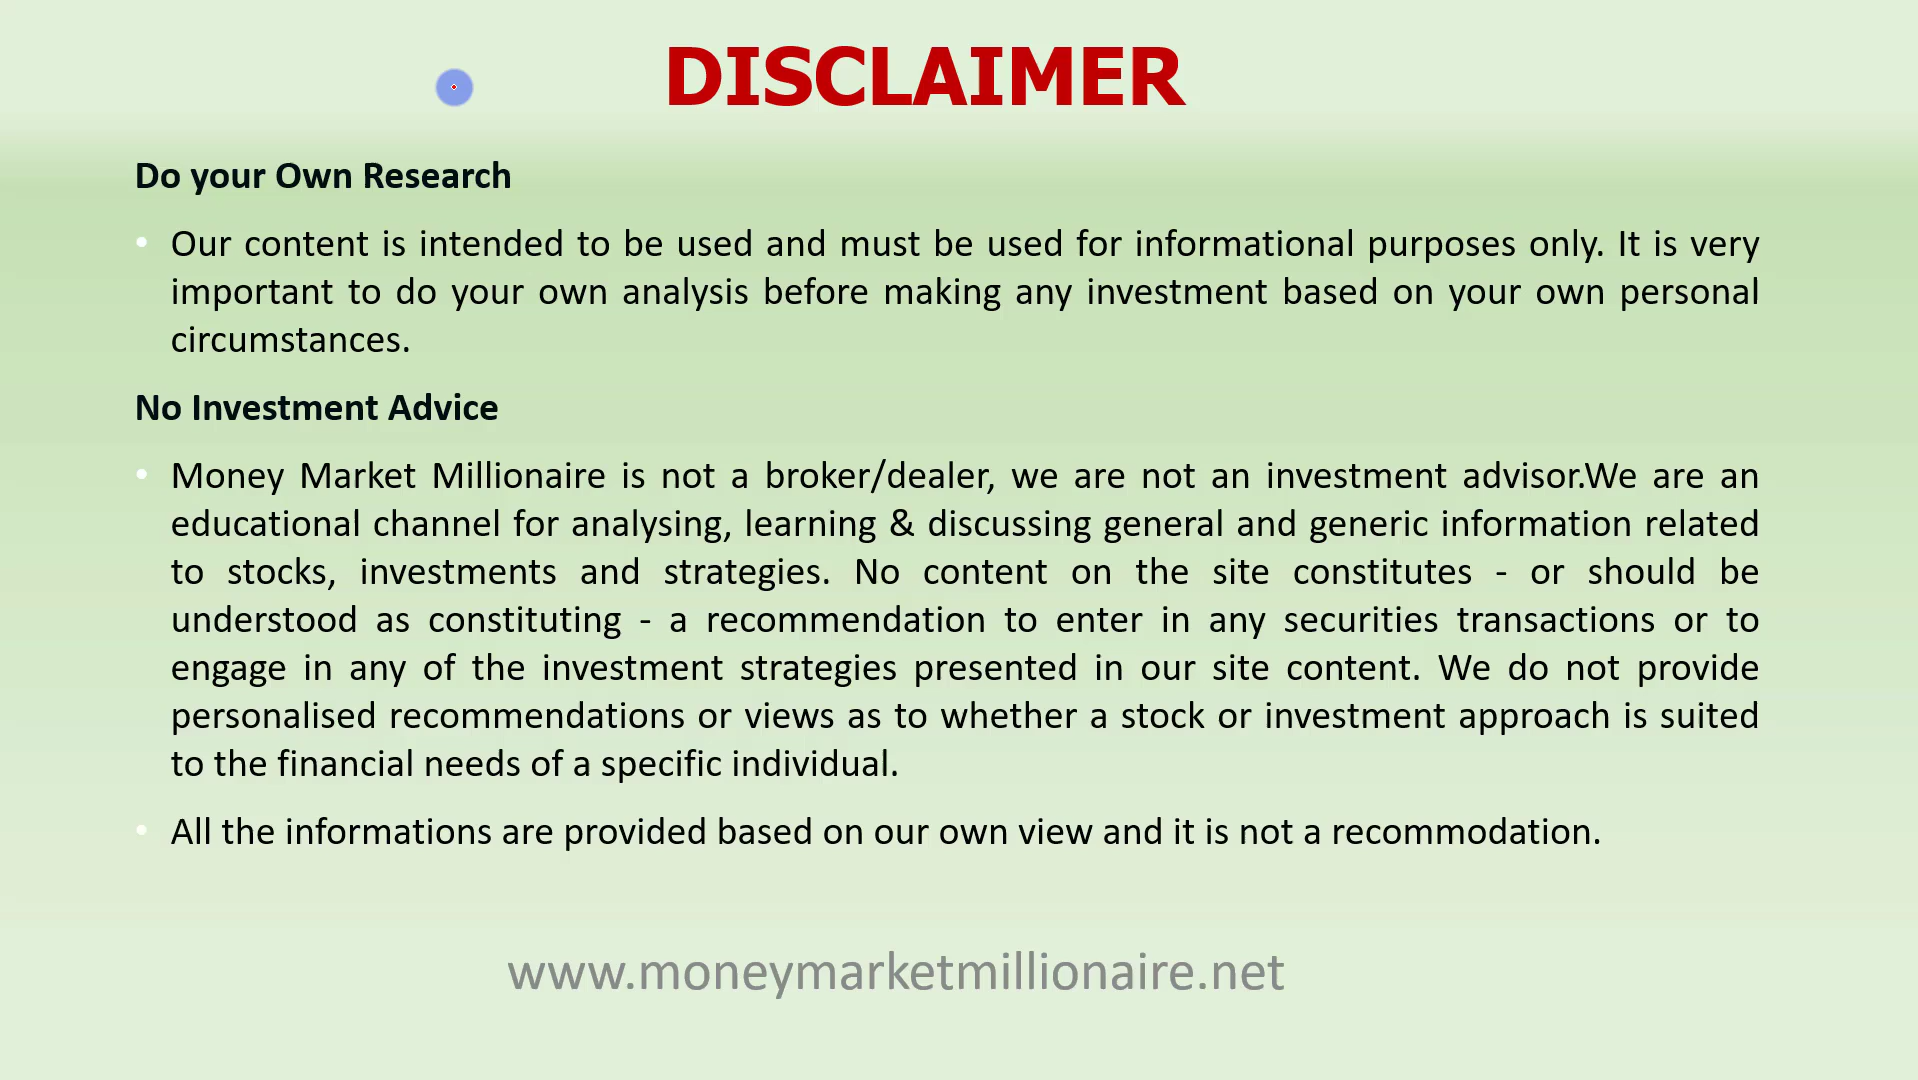 DISCLAIMER
Do your Own Research
• Our content is intended to be used and must be used for informational purposes only. It is very
important to do your own analysis before making any investment based on your own personal
circumstances.
No Investment Advice
• Money Market Millionaire is not a broker/dealer, we are not an investment advisor.We are an
educational channel for analysing, learning & discussing general and generic information related
to stocks, investments and strategies. No content on the site constitutes - or should be
understood as constituting - a recommendation to enter in any securities transactions or to
engage in any of the investment strategies presented in our site content. We do not provide
personalised recommendations or views as to whether a stock or investment approach is suited
to the financial needs of a specific individual.
• All the informations are provided based on our own view and it is not a recommodation.
www.moneymarketmillionaire.net